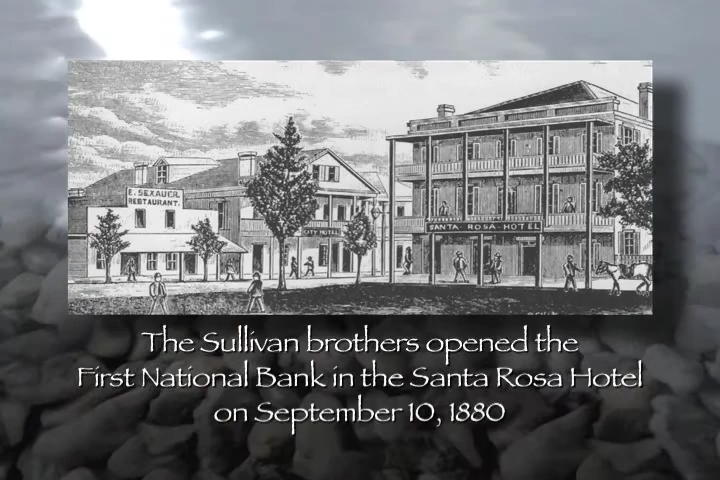 E. SEXAUER.
RESTAURANT.
CITY HOTEL
SANTA-ROSA-HOTEL
The Sullivan brothers opened the
First National Bank in the Santa Rosa Hotel
on September 10, 1880